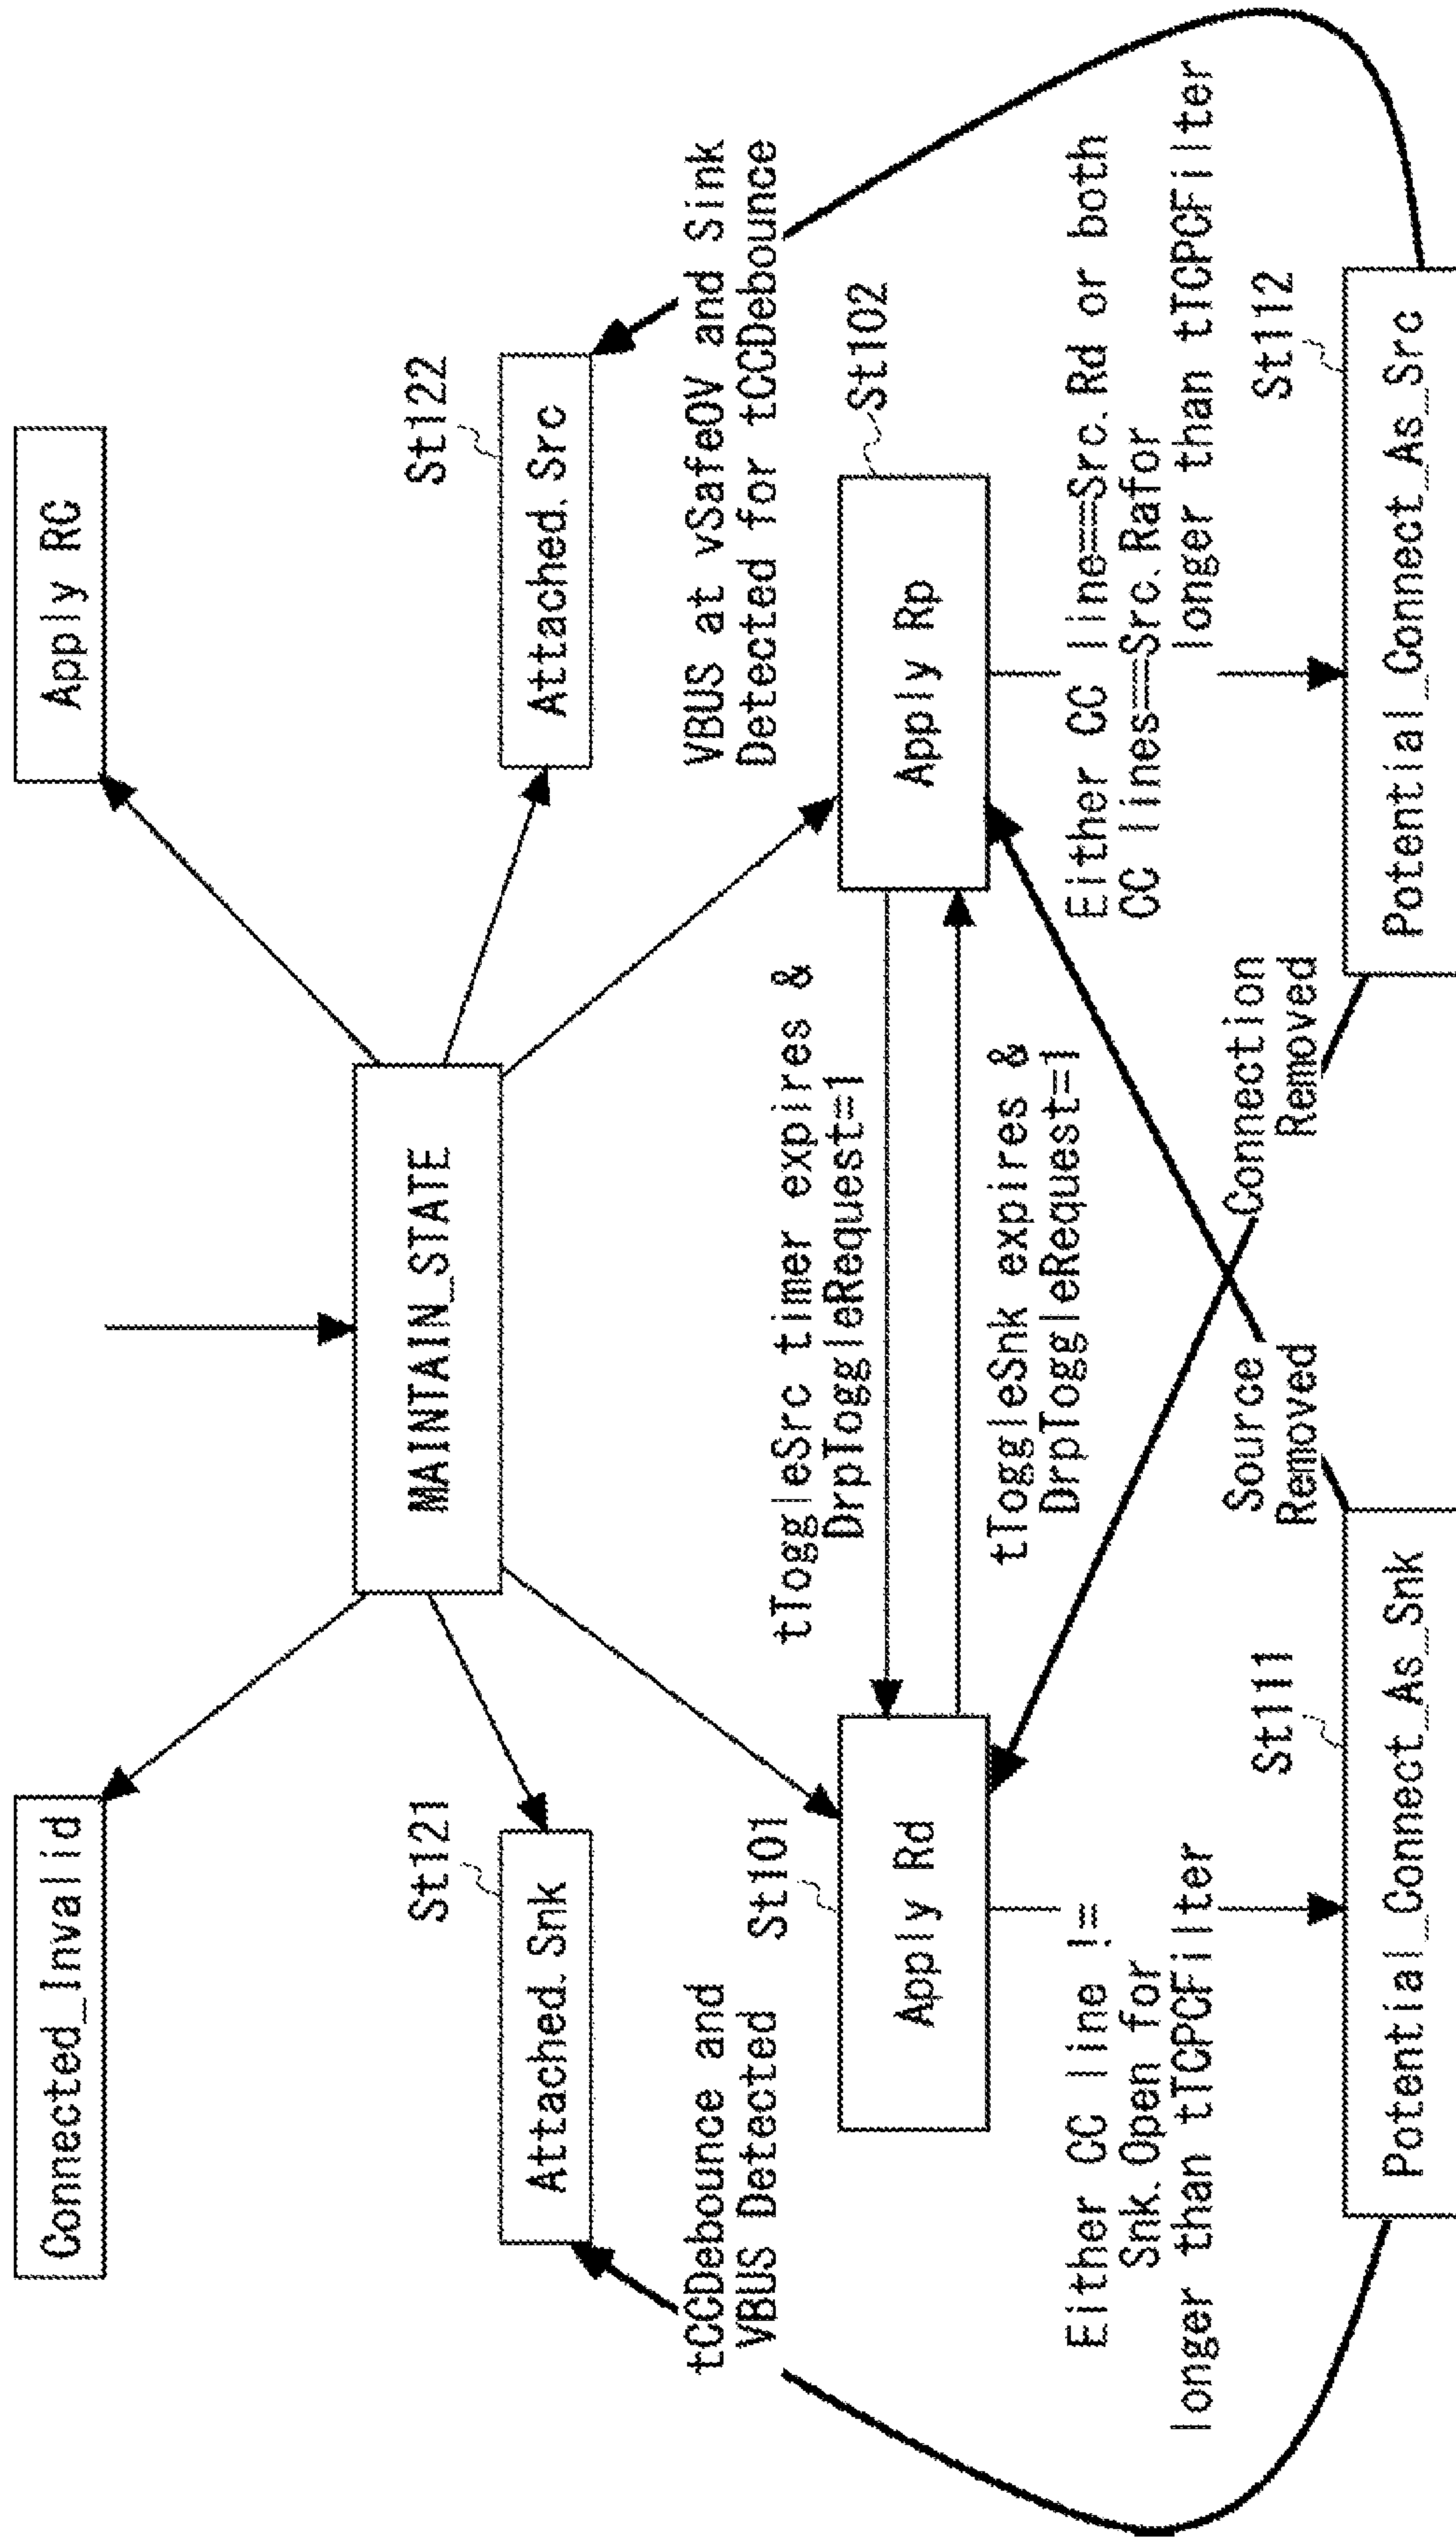 Connected_Invalid
Apply RC
MAINTAIN_STATE
St121
St122
Attached.Snk
Attached.Src
tCCDebounce and
VBUS Detected
VBUS at vSafe0V and Sink
Detected for tCCDebounce
St101
tToggleSrc timer expires &
DrpToggleRequest=1
St102
Apply Rd
Apply Rp
tToggleSnk expires &
DrpToggleRequest=1
Either CC line !=
Snk.Open for
longer than tTCPCFilter
Either CC line==Src.Rd or both
CC lines==Src.Rafor
longer than tTCPCFilter
Source
Removed
Connection
Removed
St111
St112
Potential_Connect_As_Snk
Potential_Connect_As_Src